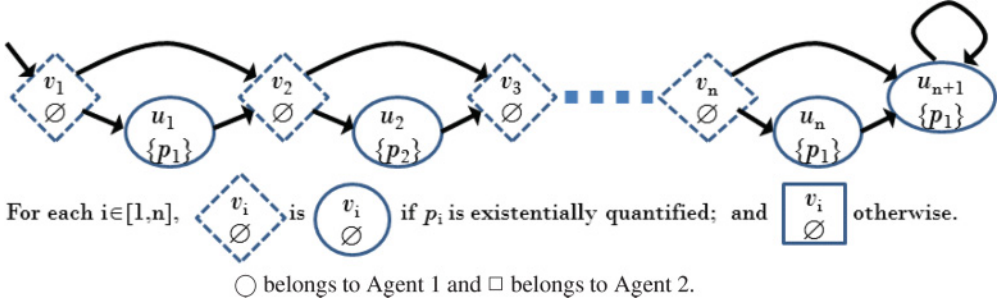 v₁ v₂ v₃ vₙ uₙ₊₁
∅ ∅ ∅ ∅ {p₁}
u₁ u₂ uₙ
{p₁} {p₂} {p₁}
For each i∈[1,n], vᵢ ∅ is vᵢ ∅ if pᵢ is existentially quantified; and vᵢ ∅ otherwise.
○ belongs to Agent 1 and □ belongs to Agent 2.